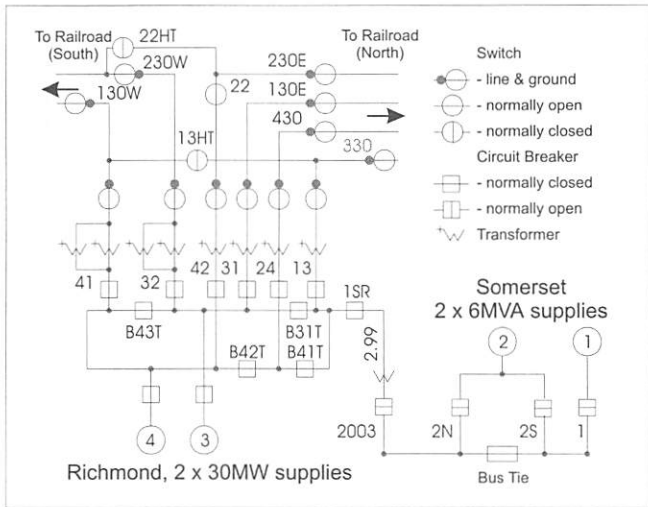 To Railroad
(South)
22HT
230W
130W
22
230E
130E
430
330
To Railroad
(North)
13HT
Switch
- line & ground
- normally open
- normally closed
Circuit Breaker
- normally closed
- normally open
Transformer
41
32
42
31
24
13
1SR
B43T
B31T
B42T
B41T
2.99
Somerset
2 x 6MVA supplies
2
1
4
3
2003
2N
2S
1
Bus Tie
Richmond, 2 x 30MW supplies